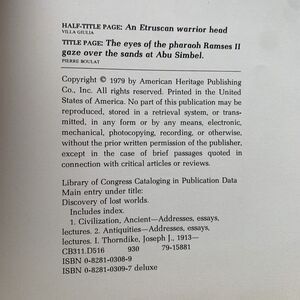 HALF-TITLE PAGE: An Etruscan warrior head
VILLA GIULIA
TITLE PAGE: The eyes of the pharaoh Ramses II
gaze over the sands at Abu Simbel.
PIERRE BOULAT
Copyright © 1979 by American Heritage Publishing
Co., Inc. All rights reserved. Printed in the United
States of America. No part of this publication may be
reproduced, stored in a retrieval system, or trans-
mitted, in any form or by any means, electronic,
mechanical, photocopying, recording, or otherwise,
without the prior written permission of the publisher,
except in the case of brief passages quoted in
connection with critical articles or reviews.
Library of Congress Cataloging in Publication Data
Main entry under title:
Discovery of lost worlds.
Includes index.
1. Civilization, Ancient—Addresses, essays,
lectures. 2. Antiquities—Addresses, essays,
lectures. I. Thorndike, Joseph J., 1913—
CB311.D516 930 79-15881
ISBN 0-8281-0308-9
ISBN 0-8281-0309-7 deluxe